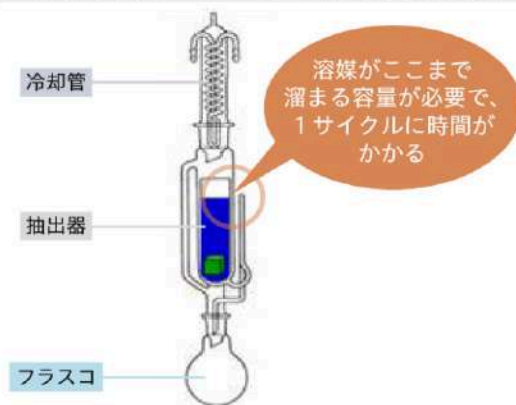 溶媒がここまで
溜まる容量が必要で、
1サイクルに時間が
かかる
冷却管
抽出器
フラスコ